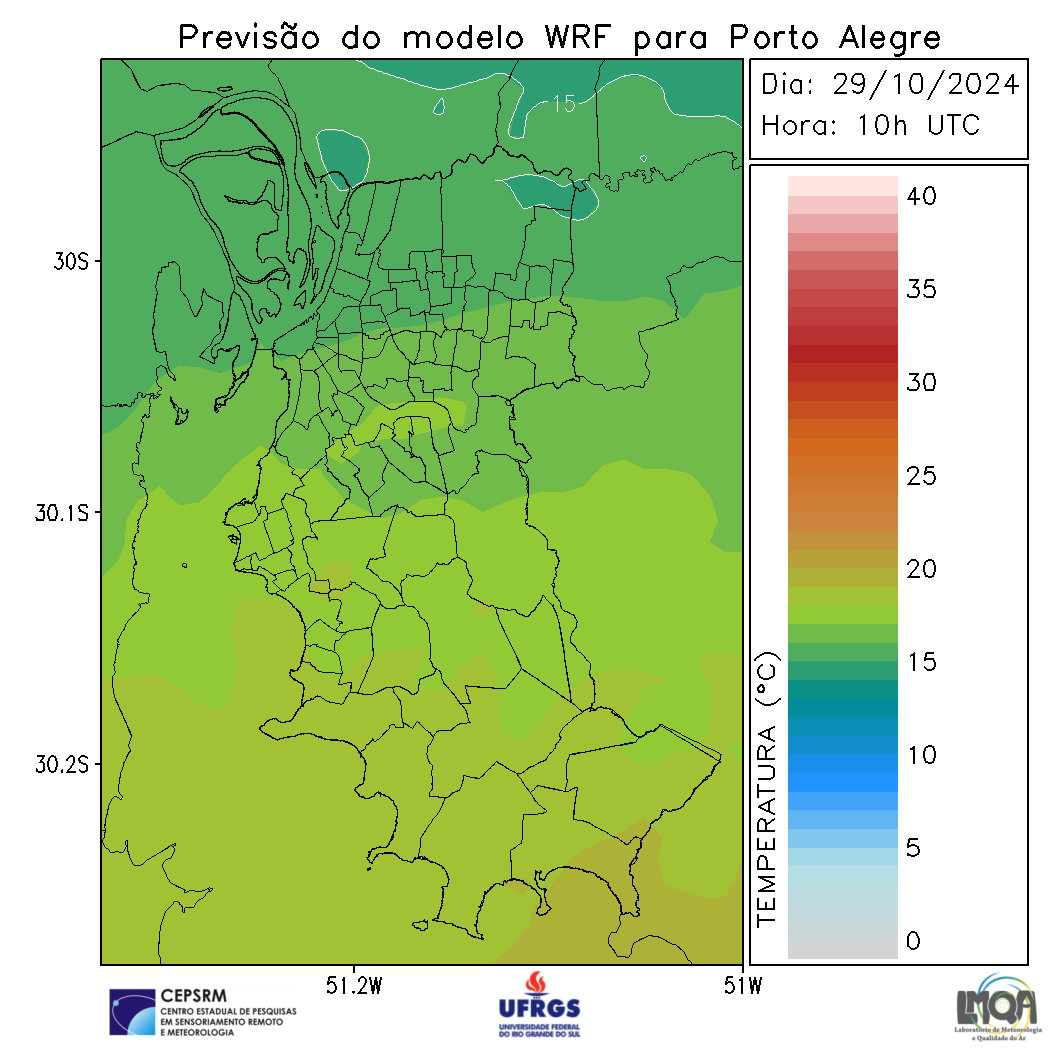 Previsão do modelo WRF para Porto Alegre
Dia: 29/10/2024
Hora: 10h UTC
15
30S
30.1S
30.2S
51.2W
51W
40
35
30
25
20
15
10
5
0
TEMPERATURA (°C)
CEPSRM
CENTRO ESTADUAL DE PESQUISAS
EM SENSORIAMENTO REMOTO
E METEOROLOGIA
UFRGS
UNIVERSIDADE FEDERAL
DO RIO GRANDE DO SUL
LMQA
Laboratório de Meteorologia
e Qualidade do Ar